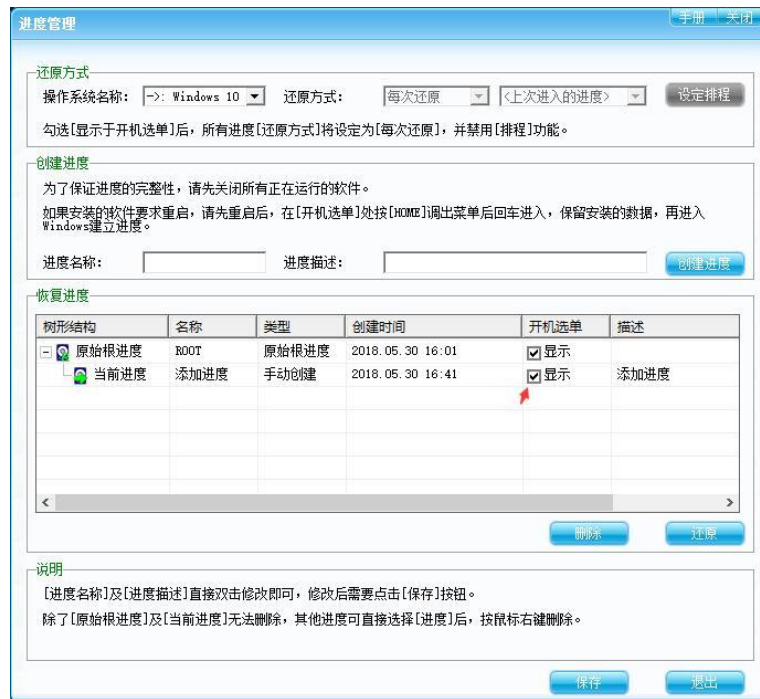 进度管理 手册 关闭
还原方式
操作系统名称: ->: Windows 10 还原方式: 每次还原 <上次进入的进度> 设定排程
勾选[显示于开机选单]后，所有进度[还原方式]将设定为[每次还原]，并禁用[排程]功能。
创建进度
为了保证进度的完整性，请先关闭所有正在运行的软件。
如果安装的软件要求重启，请先重启后，在[开机选单]处按[HOME]调出菜单后回车进入，保留安装的数据，再进入
Windows建立进度。
进度名称: 进度描述: 创建进度
恢复进度
树形结构 名称 类型 创建时间 开机选单 描述
原始根进度 ROOT 原始根进度 2018.05.30 16:01 显示
当前进度 添加进度 手动创建 2018.05.30 16:41 显示 添加进度
删除 还原
说明
[进度名称]及[进度描述]直接双击修改即可，修改后需要点击[保存]按钮。
除了[原始根进度]及[当前进度]无法删除，其他进度可直接选择[进度]后，按鼠标右键删除。
保存 退出